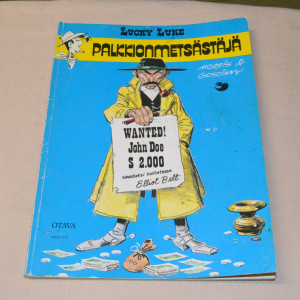 LUCKY LUKE
PALKKIONMETSÄSTÄJÄ
MORRIS &
GOSCINNY
WANTED!
John Doe
$ 2.000
Elliot Belt
OTAVA